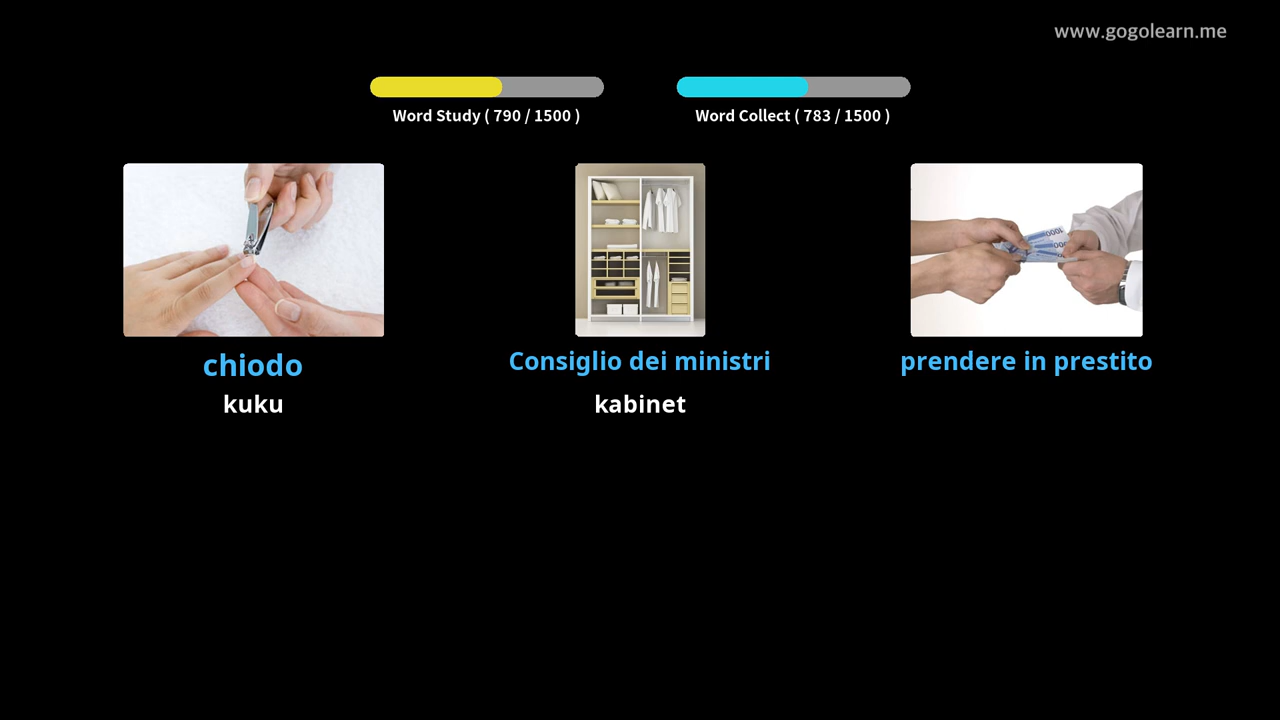 www.gogolearn.me
Word Study ( 790 / 1500 )
Word Collect ( 783 / 1500 )
chiodo
Consiglio dei ministri
prendere in prestito
kuku
kabinet